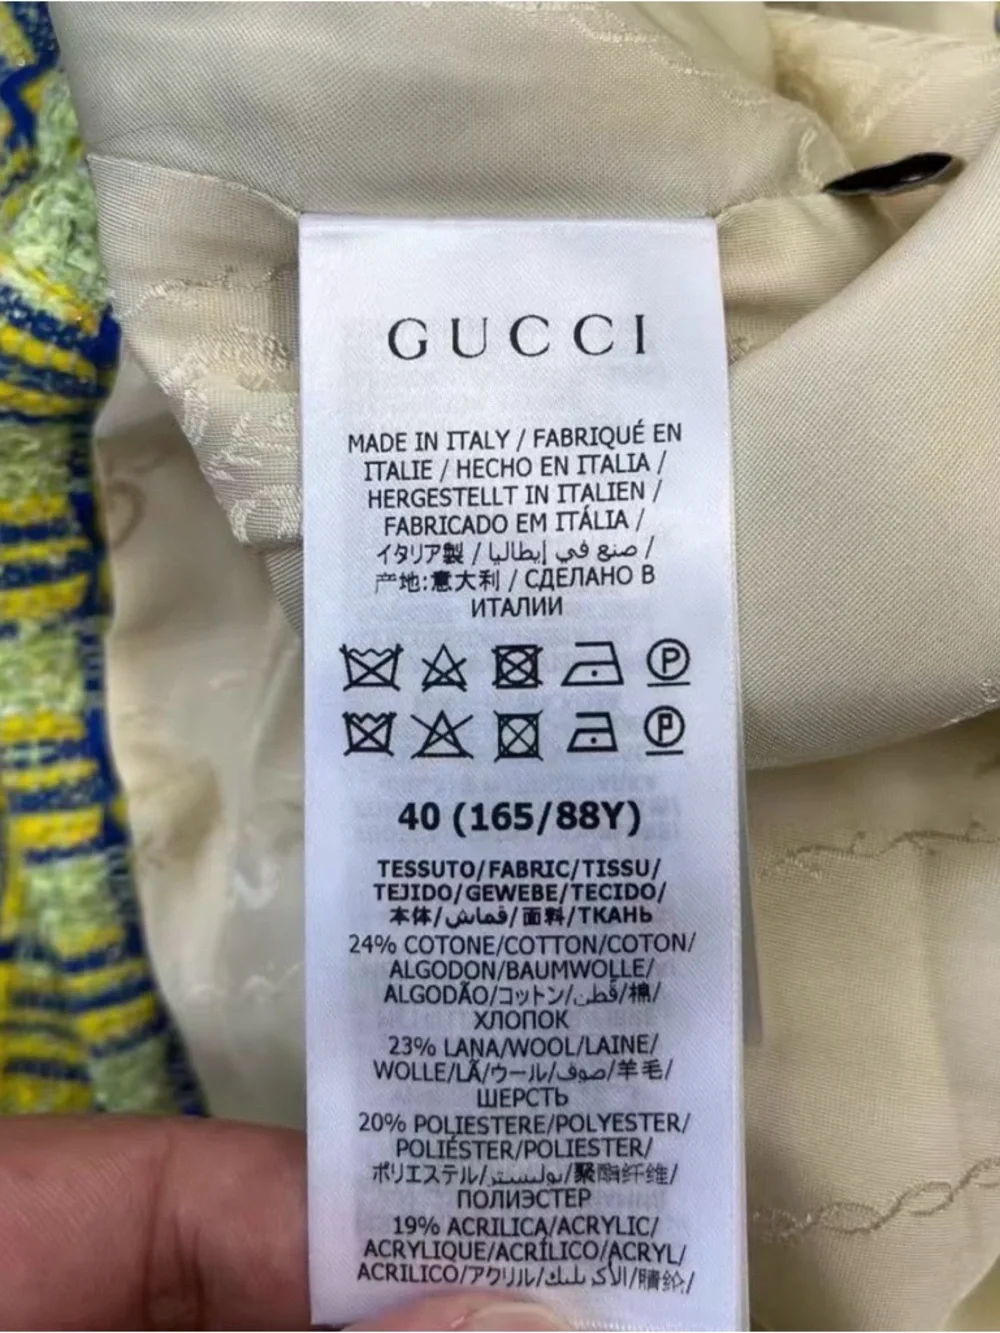 GUCCI
MADE IN ITALY / FABRIQUÉ EN
ITALIE / HECHO EN ITALIA /
HERGESTELLT IN ITALIEN /
FABRICADO EM ITÁLIA /
イタリア製 / صنع في إيطاليا /
产地:意大利 / СДЕЛАНО В
ИТАЛИИ
P
P
40 (165/88Y)
TESSUTO/FABRIC/TISSU/
TEJIDO/GEWEBE/TECIDO/
本体/قماش/面料/ТКАНЬ
24% COTONE/COTTON/COTON/
ALGODON/BAUMWOLLE/
ALGODÃO/コットン/قطن/棉/
ХЛОПОК
23% LANA/WOOL/LAINE/
WOLLE/LÃ/ウール/صوف/羊毛/
ШЕРСТЬ
20% POLIESTERE/POLYESTER/
POLIÉSTER/POLIESTER/
ポリエステル/بوليستر/聚酯纤维/
ПОЛИЭСТЕР
19% ACRILICA/ACRYLIC/
ACRYLIQUE/ACRÍLICO/ACRYL/
ACRILICO/アクリル/الأكريليك/腈纶/